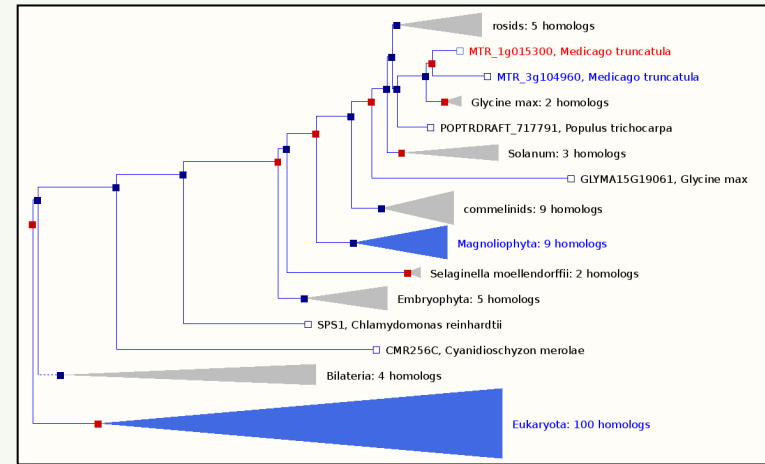 rosids: 5 homologs
MTR_1g015300, Medicago truncatula
MTR_3g104960, Medicago truncatula
Glycine max: 2 homologs
POPTRDRAFT_717791, Populus trichocarpa
Solanum: 3 homologs
GLYMA15G19061, Glycine max
commelinids: 9 homologs
Magnoliophyta: 9 homologs
Selaginella moellendorffii: 2 homologs
Embryophyta: 5 homologs
SPS1, Chlamydomonas reinhardtii
CMR256C, Cyanidioschyzon merolae
Bilateria: 4 homologs
Eukaryota: 100 homologs